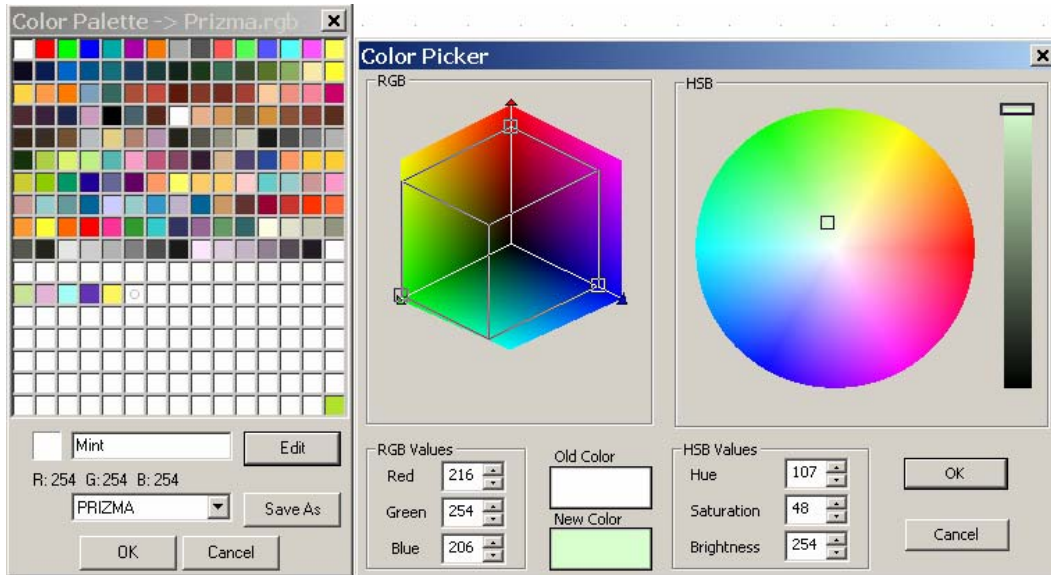 Color Palette -> Prizma.rgb
Mint
Edit
R: 254 G: 254 B: 254
PRIZMA
Save As
OK
Cancel
Color Picker
RGB
HSB
RGB Values
Red 216
Green 254
Blue 206
Old Color
New Color
HSB Values
Hue 107
Saturation 48
Brightness 254
OK
Cancel